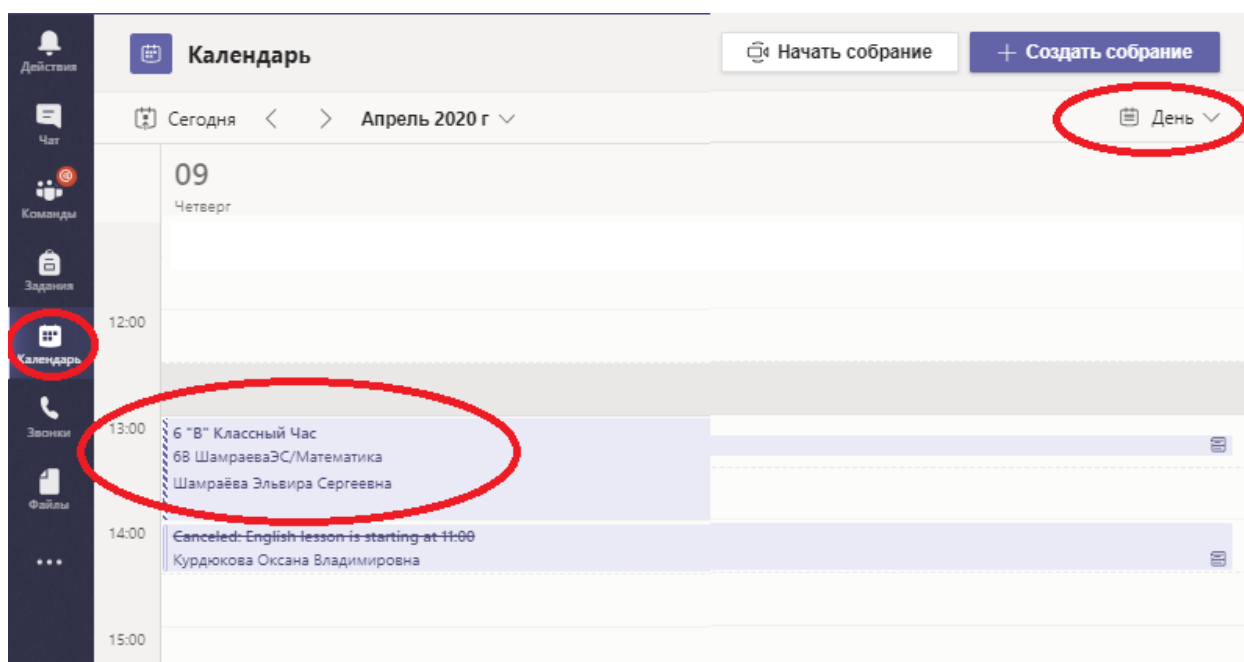 Действия
Чат
Команды
Задания
Календарь
Звонки
Файлы
Календарь
Начать собрание
+ Создать собрание
Сегодня < > Апрель 2020 г
День
09
Четверг
12:00
13:00
6 "В" Классный Час
6В ШамраеваЭС/Математика
Шамраёва Эльвира Сергеевна
14:00
Canceled: English lesson is starting at 11:00
Курдюкова Оксана Владимировна
15:00